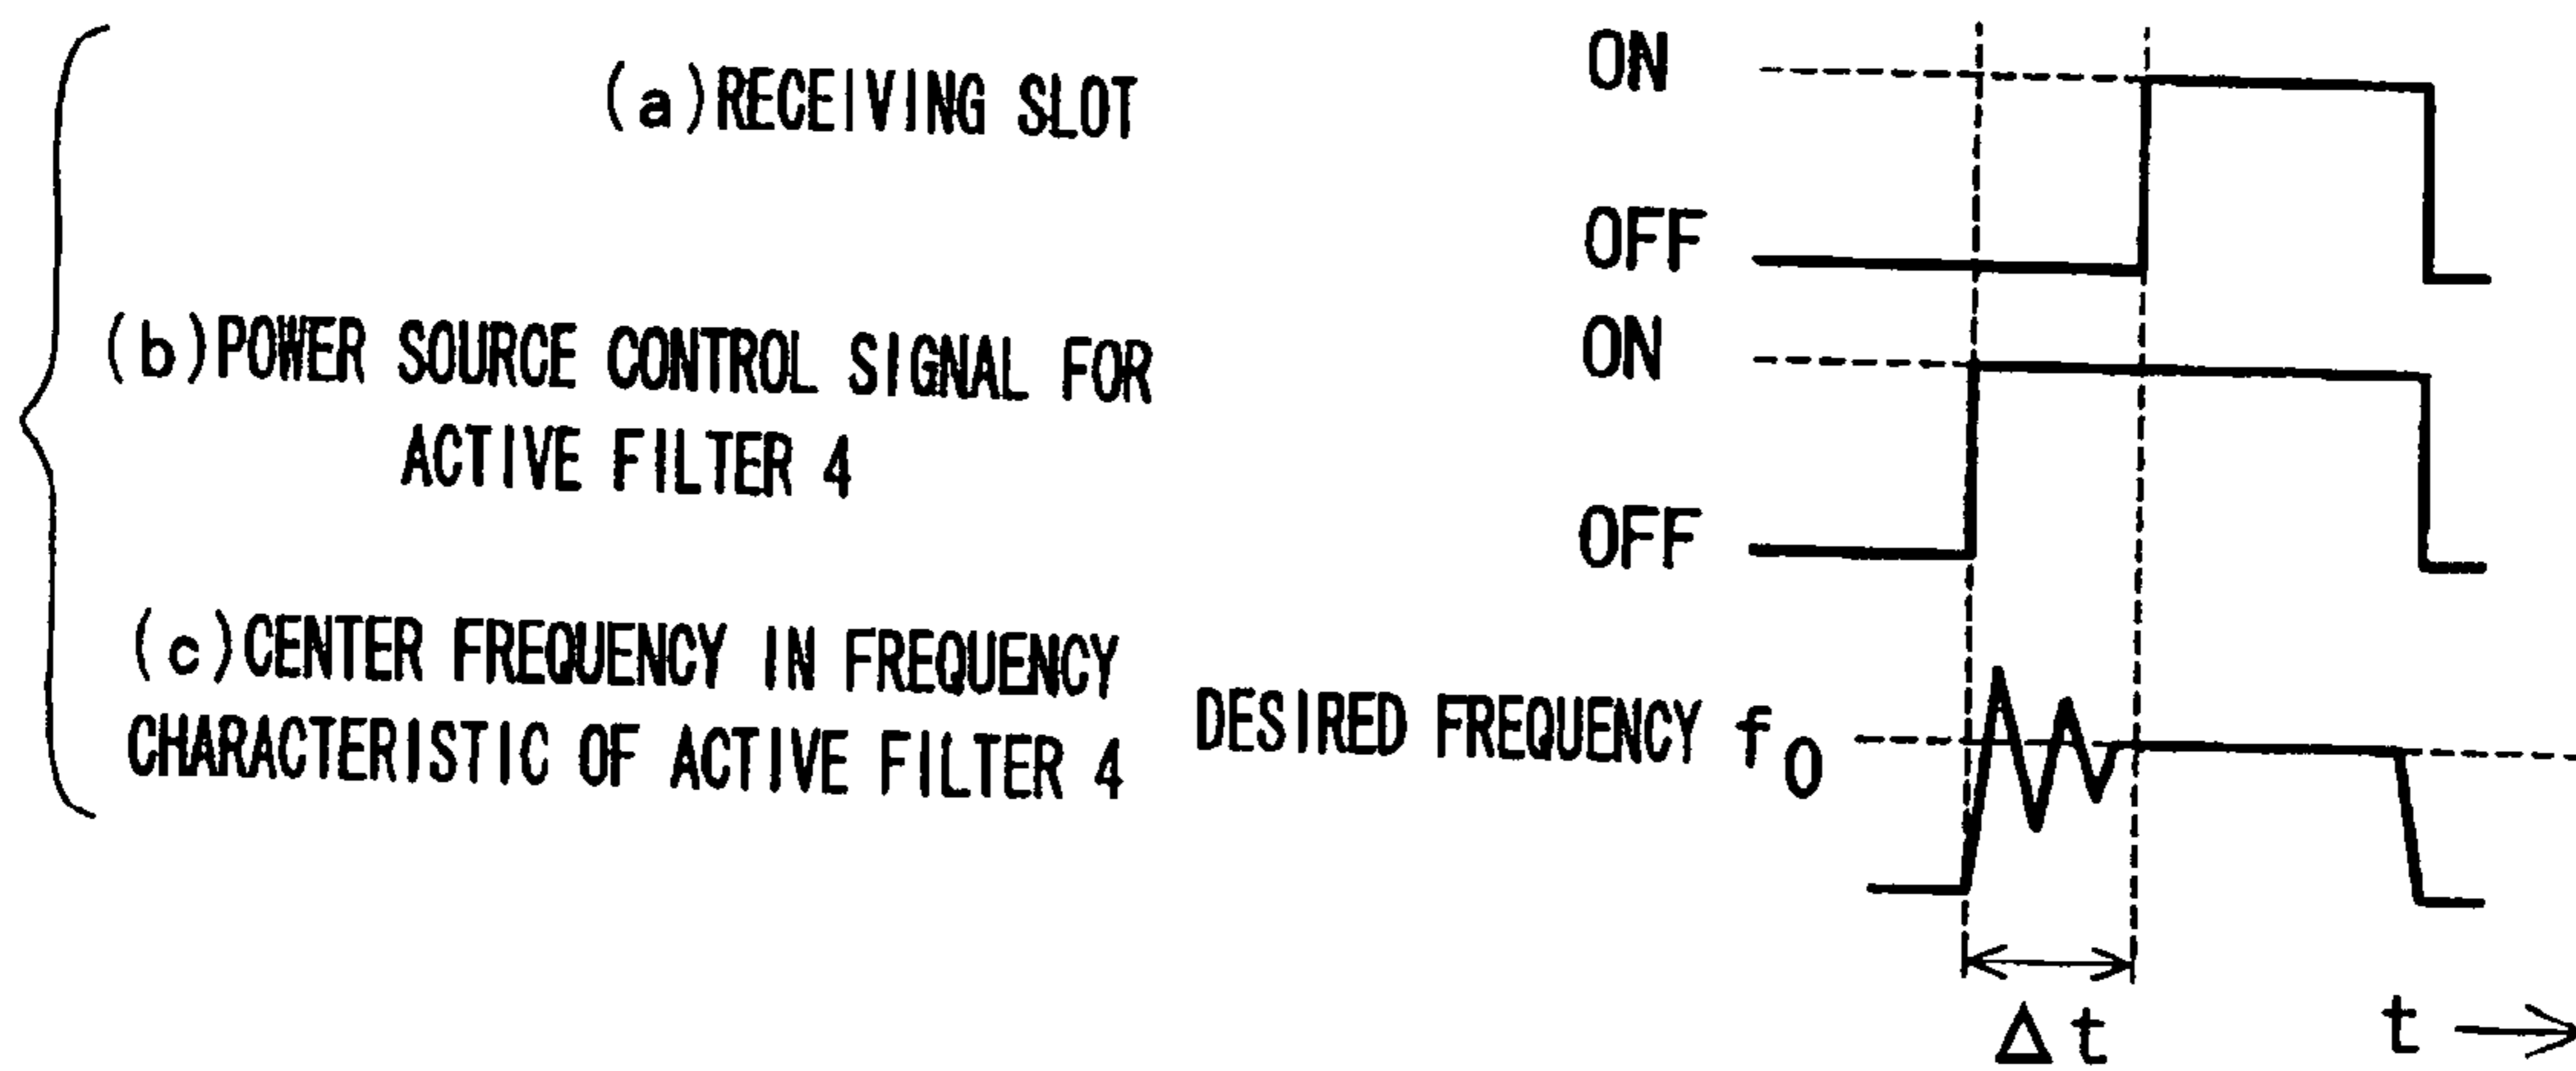 (a)RECEIVING SLOT
ON
OFF
(b)POWER SOURCE CONTROL SIGNAL FOR
ACTIVE FILTER 4
ON
OFF
(c)CENTER FREQUENCY IN FREQUENCY
CHARACTERISTIC OF ACTIVE FILTER 4
DESIRED FREQUENCY f0
Δt
t